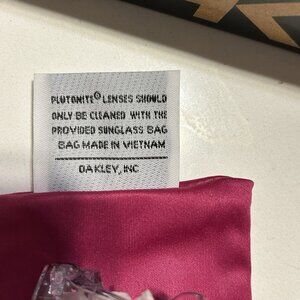 PLUTONITE® LENSES SHOULD
ONLY BE CLEANED WITH THE
PROVIDED SUNGLASS BAG
BAG MADE IN VIETNAM
OAKLEY, INC